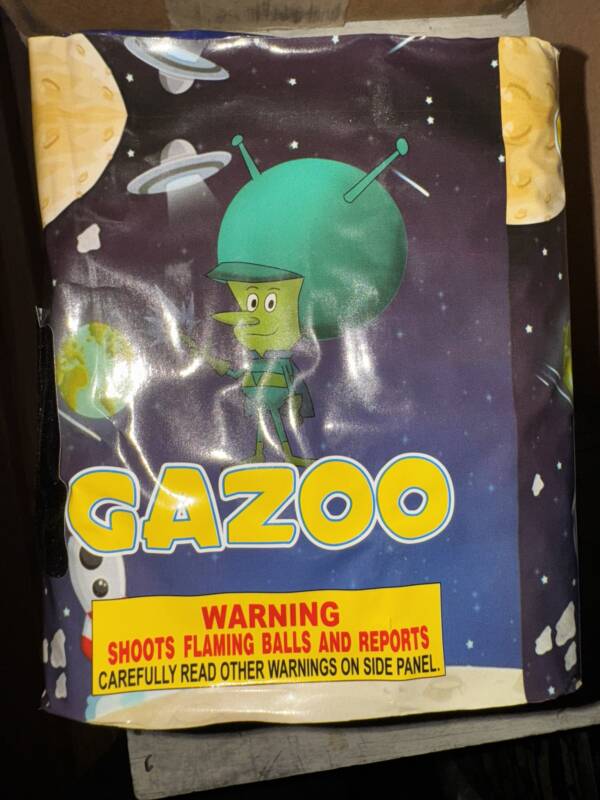 GAZOO
WARNING
SHOOTS FLAMING BALLS AND REPORTS
CAREFULLY READ OTHER WARNINGS ON SIDE PANEL.